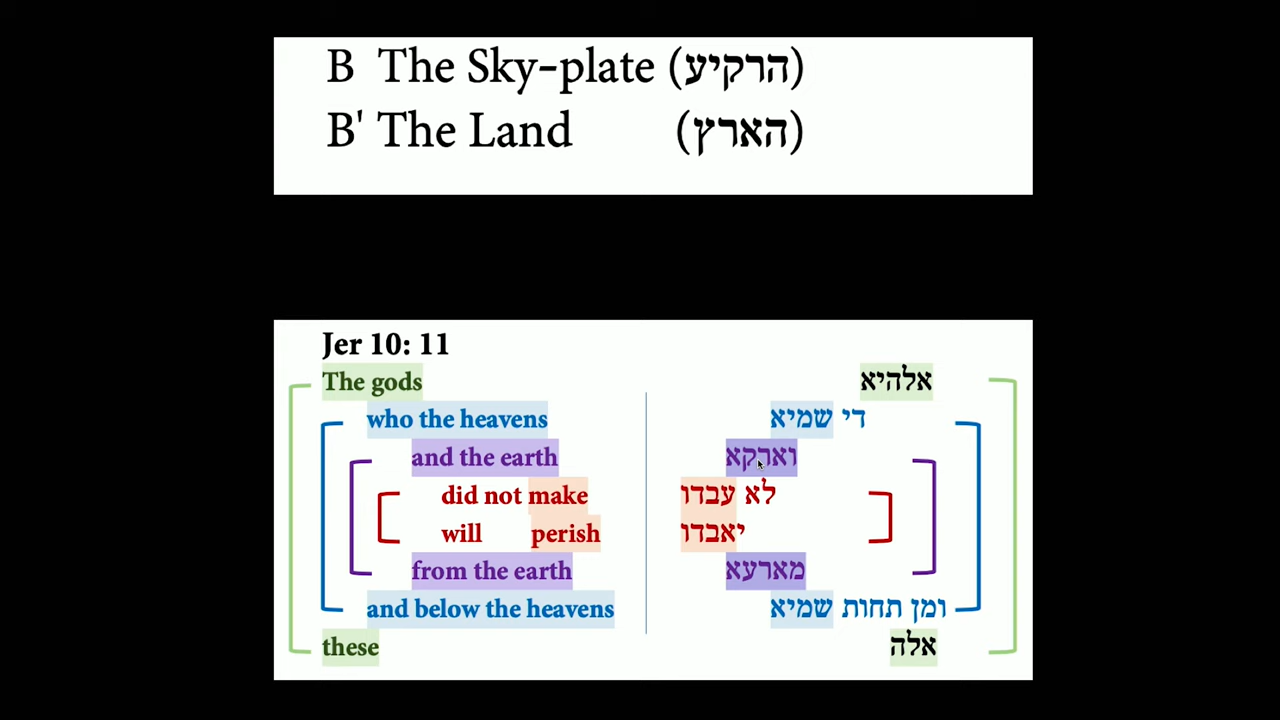 B The Sky-plate (הרקיע)
B' The Land (הארץ)
Jer 10: 11
The gods אלהיא
who the heavens די שמיא
and the earth וארקא
did not make לא עבדו
will perish יאבדו
from the earth מארעא
and below the heavens ומן תחות שמיא
these אלה